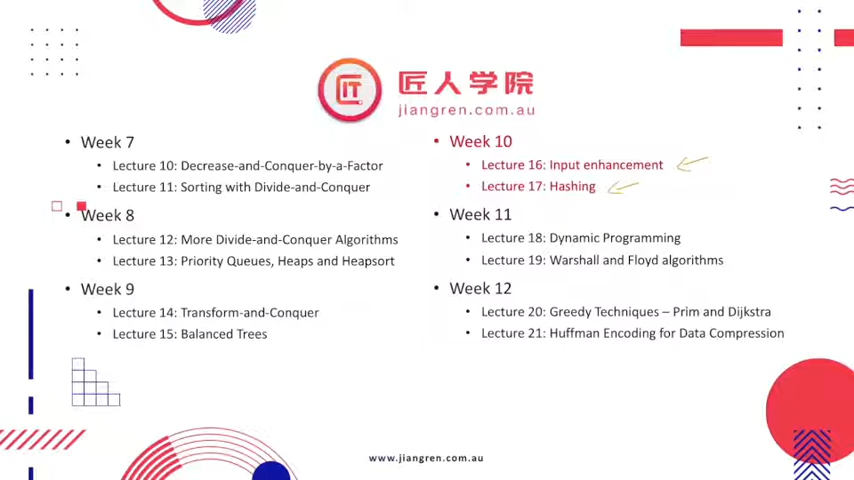 IT
匠人学院
jiangren.com.au
• Week 7
• Lecture 10: Decrease-and-Conquer-by-a-Factor
• Lecture 11: Sorting with Divide-and-Conquer
• Week 8
• Lecture 12: More Divide-and-Conquer Algorithms
• Lecture 13: Priority Queues, Heaps and Heapsort
• Week 9
• Lecture 14: Transform-and-Conquer
• Lecture 15: Balanced Trees
• Week 10
• Lecture 16: Input enhancement
• Lecture 17: Hashing
• Week 11
• Lecture 18: Dynamic Programming
• Lecture 19: Warshall and Floyd algorithms
• Week 12
• Lecture 20: Greedy Techniques – Prim and Dijkstra
• Lecture 21: Huffman Encoding for Data Compression
www.jiangren.com.au